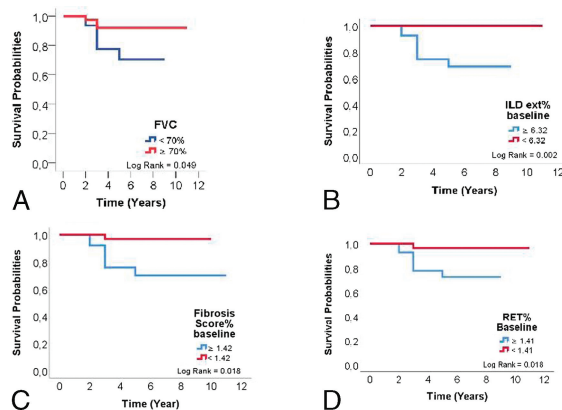 1,0
0,8
0,6
0,4
0,2
0,0
Survival Probabilities
FVC
< 70%
≥ 70%
Log Rank = 0.049
0 2 4 6 8 10 12
Time (Years)
A
1.0
0.8
0.6
0.4
0.2
0.0
Survival Probabilities
ILD ext%
baseline
≥ 6.32
< 6.32
Log Rank = 0.002
0 2 4 6 8 10 12
Time (Years)
B
1,0
0,8
0,6
0,4
0,2
0,0
Survival Probabilities
Fibrosis
Score%
baseline
≥ 1.42
< 1.42
Log Rank = 0.018
0 2 4 6 8 10 12
Time (Year)
C
1,0
0.8
0.6
0.4
0.2
0.0
Survival Probabilities
RET%
Baseline
≥ 1.41
< 1.41
Log Rank = 0.018
0 2 4 6 8 10 12
Time (Years)
D